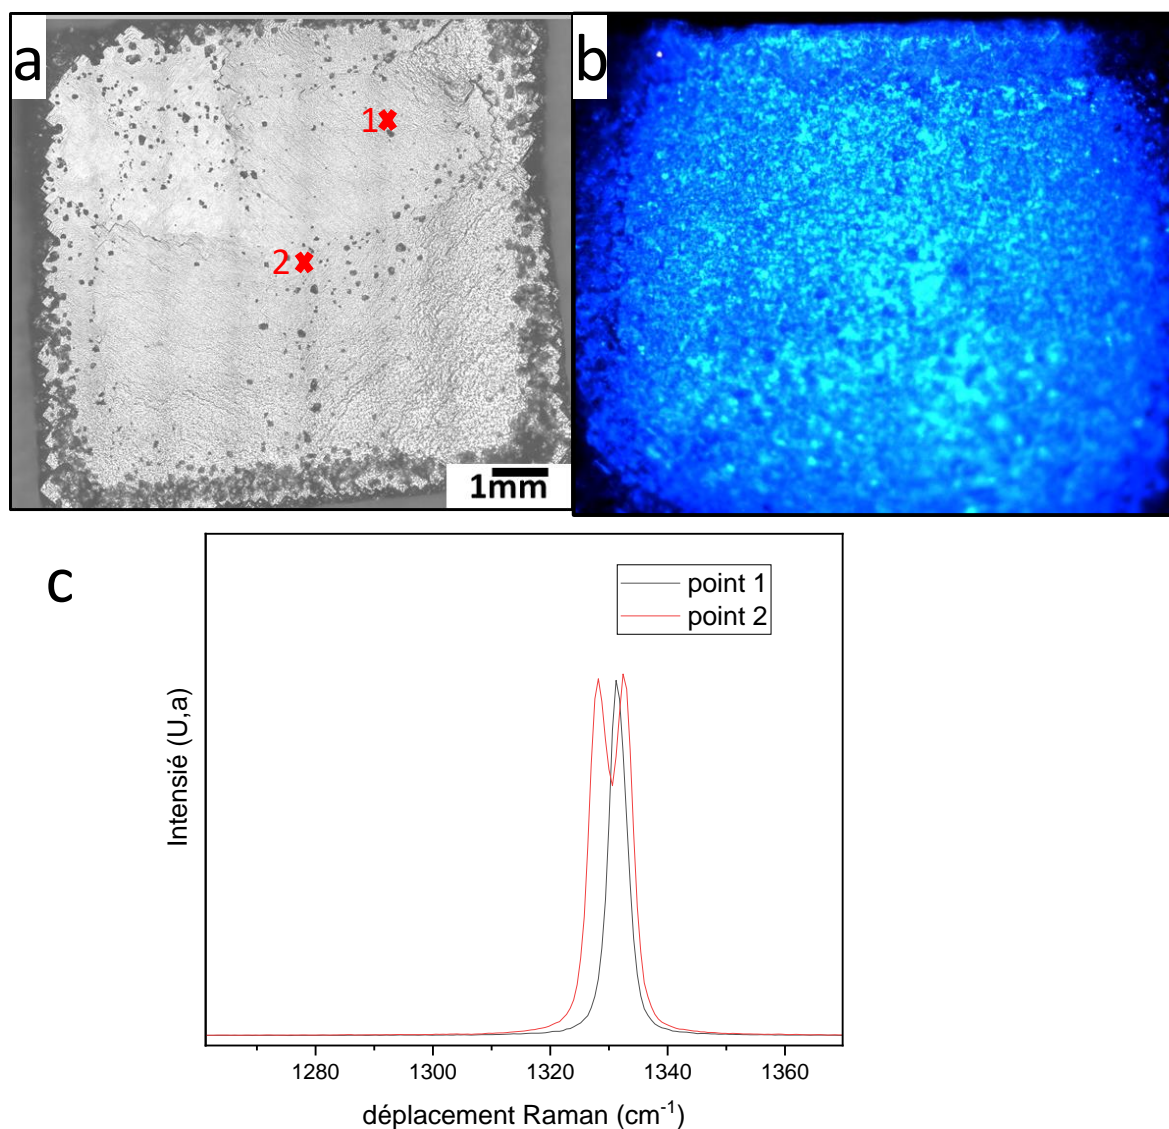 a
b
1
2
1mm
c
point 1
point 2
Intensié (U,a)
1280
1300
1320
1340
1360
déplacement Raman (cm⁻¹)